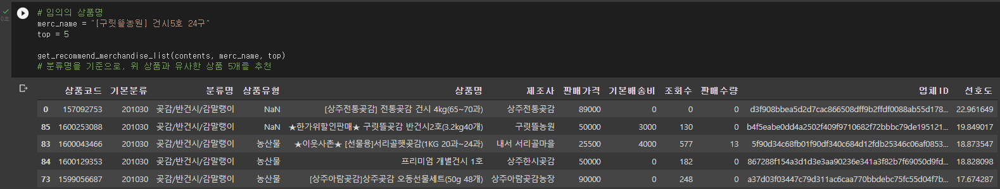 # 임의의 상품명
0초
merc_name = "[구릿뜰농원] 건시5호 24구"
top = 5
get_recommend_merchandise_list(contents, merc_name, top)
# 분류명을 기준으로, 위 상품과 유사한 상품 5개를 추천
상품코드 기본분류 분류명 상품유형 상품명 제조사 판매가격 기본배송비 조회수 판매수량 업체ID 선호도
0 157092753 201030 곶감/반건시/감말랭이 NaN [상주전통곶감] 전통곶감 건시 4kg(65~70과) 상주전통곶감 89000 0 0 0 d3f908bbea5d2d7cac866508dff9b2ffdf0088ab55d178... 22.961649
85 1600253088 201030 곶감/반건시/감말랭이 NaN ★한가위할인판매★ 구릿뜰곶감 반건시2호(3.2kg40개) 구릿뜰농원 50000 3000 130 0 b4f5eabe0dd4a2502f409f9710682f72bbbc79de195121... 19.849017
83 1600043466 201030 곶감/반건시/감말랭이 농산물 ★이웃사촌★ [선물용]서리골햇곶감(1KG 20과~24과) 내서 서리골마을 25500 4000 577 13 5f90d34c68fb01f90df340c684d12fdb25346c06af0853... 18.873547
84 1600129353 201030 곶감/반건시/감말랭이 농산물 프리미엄 개별건시 1호 상주한시곶감 50000 0 182 0 867288f154a3d1d3e3aa90236e341a3f82b7f69050d9fd... 18.828098
73 1599056687 201030 곶감/반건시/감말랭이 농산물 [상주아람곶감]상주곶감 오동선물세트(50g 48개) 상주아람곶감농장 90000 0 248 0 a37d03f03447c79d311ac6caa770bbdebc75fc55d04f7b... 17.674287